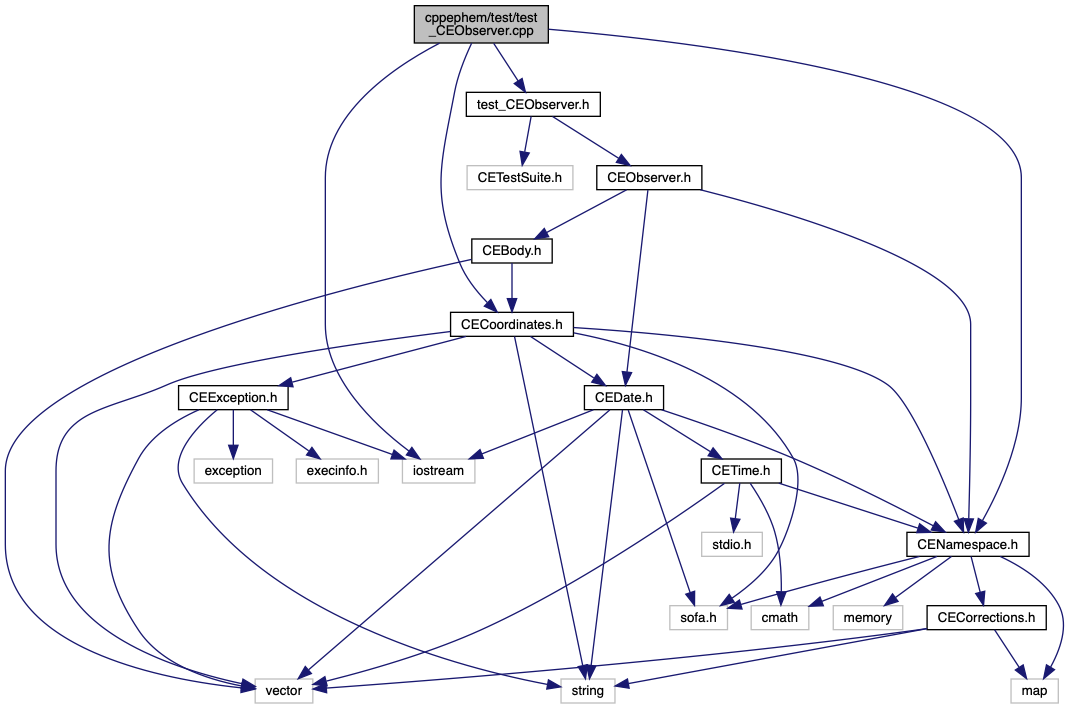 cppephem/test/test
_CEObserver.cpp
test_CEObserver.h
CETestSuite.h
CEObserver.h
CEBody.h
CECoordinates.h
CEException.h
CEDate.h
exception
execinfo.h
iostream
CETime.h
stdio.h
CENamespace.h
sofa.h
cmath
memory
CECorrections.h
vector
string
map